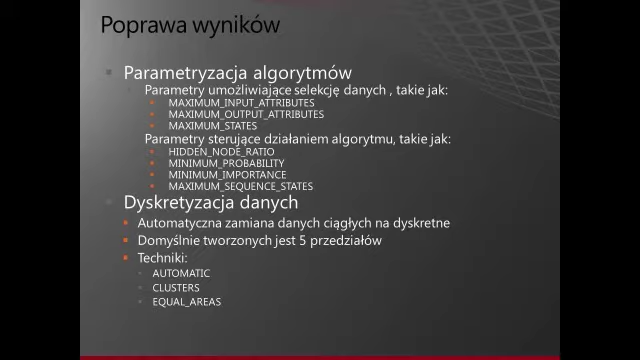 Poprawa wyników
Parametryzacja algorytmów
Parametry umożliwiające selekcję danych , takie jak:
MAXIMUM_INPUT_ATTRIBUTES
MAXIMUM_OUTPUT_ATTRIBUTES
MAXIMUM_STATES
Parametry sterujące działaniem algorytmu, takie jak:
HIDDEN_NODE_RATIO
MINIMUM_PROBABILITY
MINIMUM_IMPORTANCE
MAXIMUM_SEQUENCE_STATES
Dyskretyzacja danych
Automatyczna zamiana danych ciągłych na dyskretne
Domyślnie tworzonych jest 5 przedziałów
Techniki:
AUTOMATIC
CLUSTERS
EQUAL_AREAS